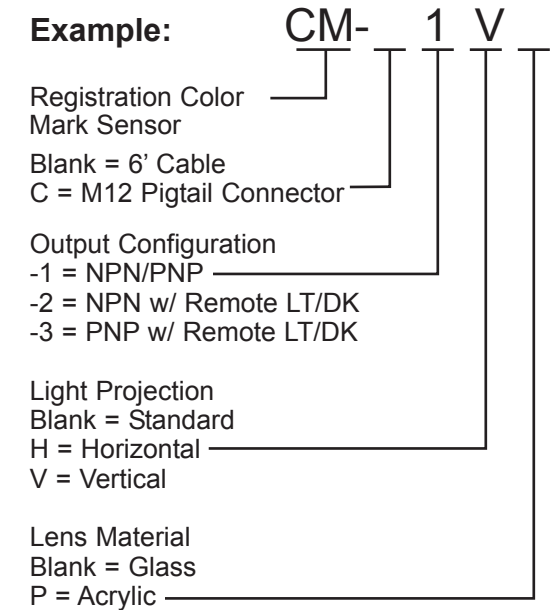 Example: CM- _ 1 V _
Registration Color
Mark Sensor
Blank = 6’ Cable
C = M12 Pigtail Connector
Output Configuration
-1 = NPN/PNP
-2 = NPN w/ Remote LT/DK
-3 = PNP w/ Remote LT/DK
Light Projection
Blank = Standard
H = Horizontal
V = Vertical
Lens Material
Blank = Glass
P = Acrylic